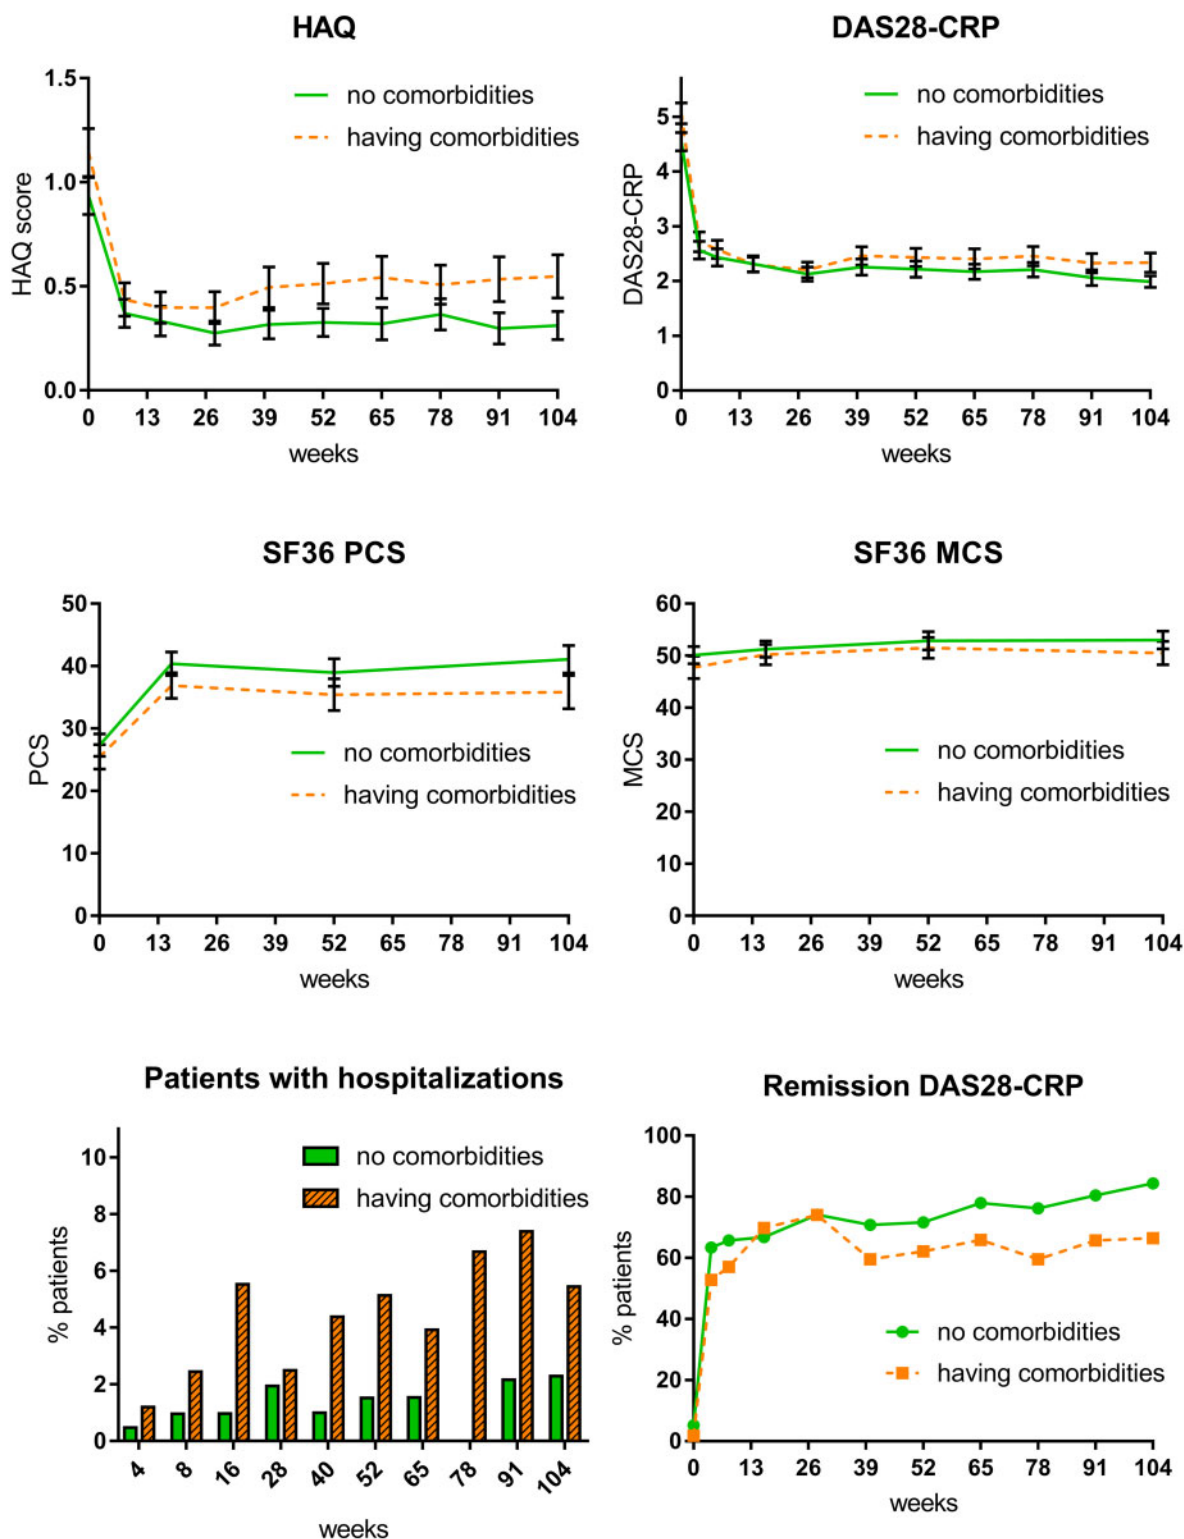 HAQ
1.5
1.0
0.5
0.0
HAQ score
no comorbidities
having comorbidities
0 13 26 39 52 65 78 91 104
weeks
DAS28-CRP
5
4
3
2
1
0
DAS28-CRP
no comorbidities
having comorbidities
0 13 26 39 52 65 78 91 104
weeks
SF36 PCS
50
40
30
20
10
0
PCS
no comorbidities
having comorbidities
0 13 26 39 52 65 78 91 104
weeks
SF36 MCS
60
50
40
30
20
10
0
MCS
no comorbidities
having comorbidities
0 13 26 39 52 65 78 91 104
weeks
Patients with hospitalizations
10
8
6
4
2
0
% patients
no comorbidities
having comorbidities
4 8 16 28 40 52 65 78 91 104
weeks
Remission DAS28-CRP
100
80
60
40
20
0
% patients
no comorbidities
having comorbidities
0 13 26 39 52 65 78 91 104
weeks